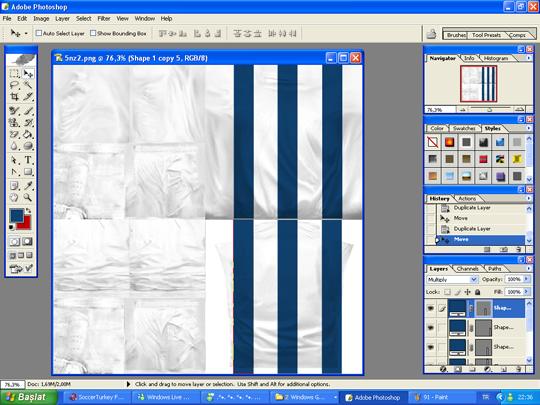 Adobe Photoshop
File Edit Image Layer Select Filter View Window Help
Auto Select Layer Show Bounding Box Brushes Tool Presets Comps
5nz2.png @ 76,3% (Shape 1 copy 5, RGB/8)
Navigator Info Histogram
76,3%
Color Swatches Styles
History Actions
Duplicate Layer
Move
Duplicate Layer
Move
Layers Channels Paths
Multiply Opacity: 100%
Lock: Fill: 100%
Shap...
Shape...
Shape...
76,3% Doc: 1,69M/2,00M Click and drag to move layer or selection. Use Shift and Alt for additional options.
Başlat SoccerTurkey F... Windows Live ... 2 Windows G... Adobe Photoshop 91 - Paint TR 22:36